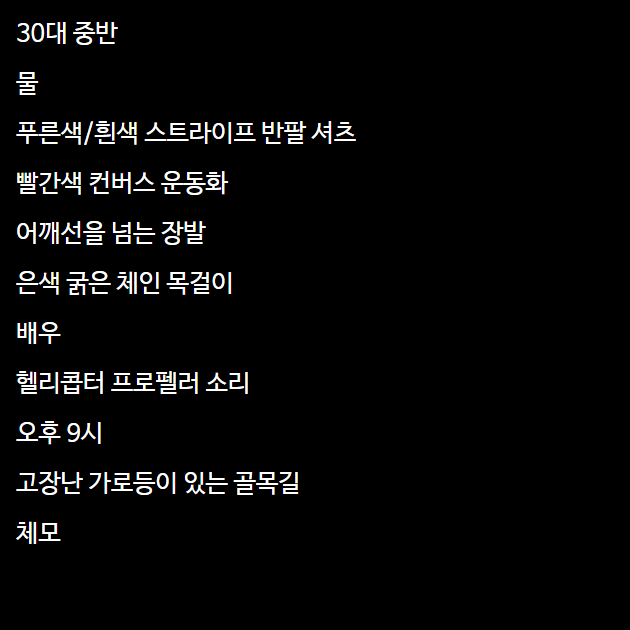 30대 중반
물
푸른색/흰색 스트라이프 반팔 셔츠
빨간색 컨버스 운동화
어깨선을 넘는 장발
은색 굵은 체인 목걸이
배우
헬리콥터 프로펠러 소리
오후 9시
고장난 가로등이 있는 골목길
체모